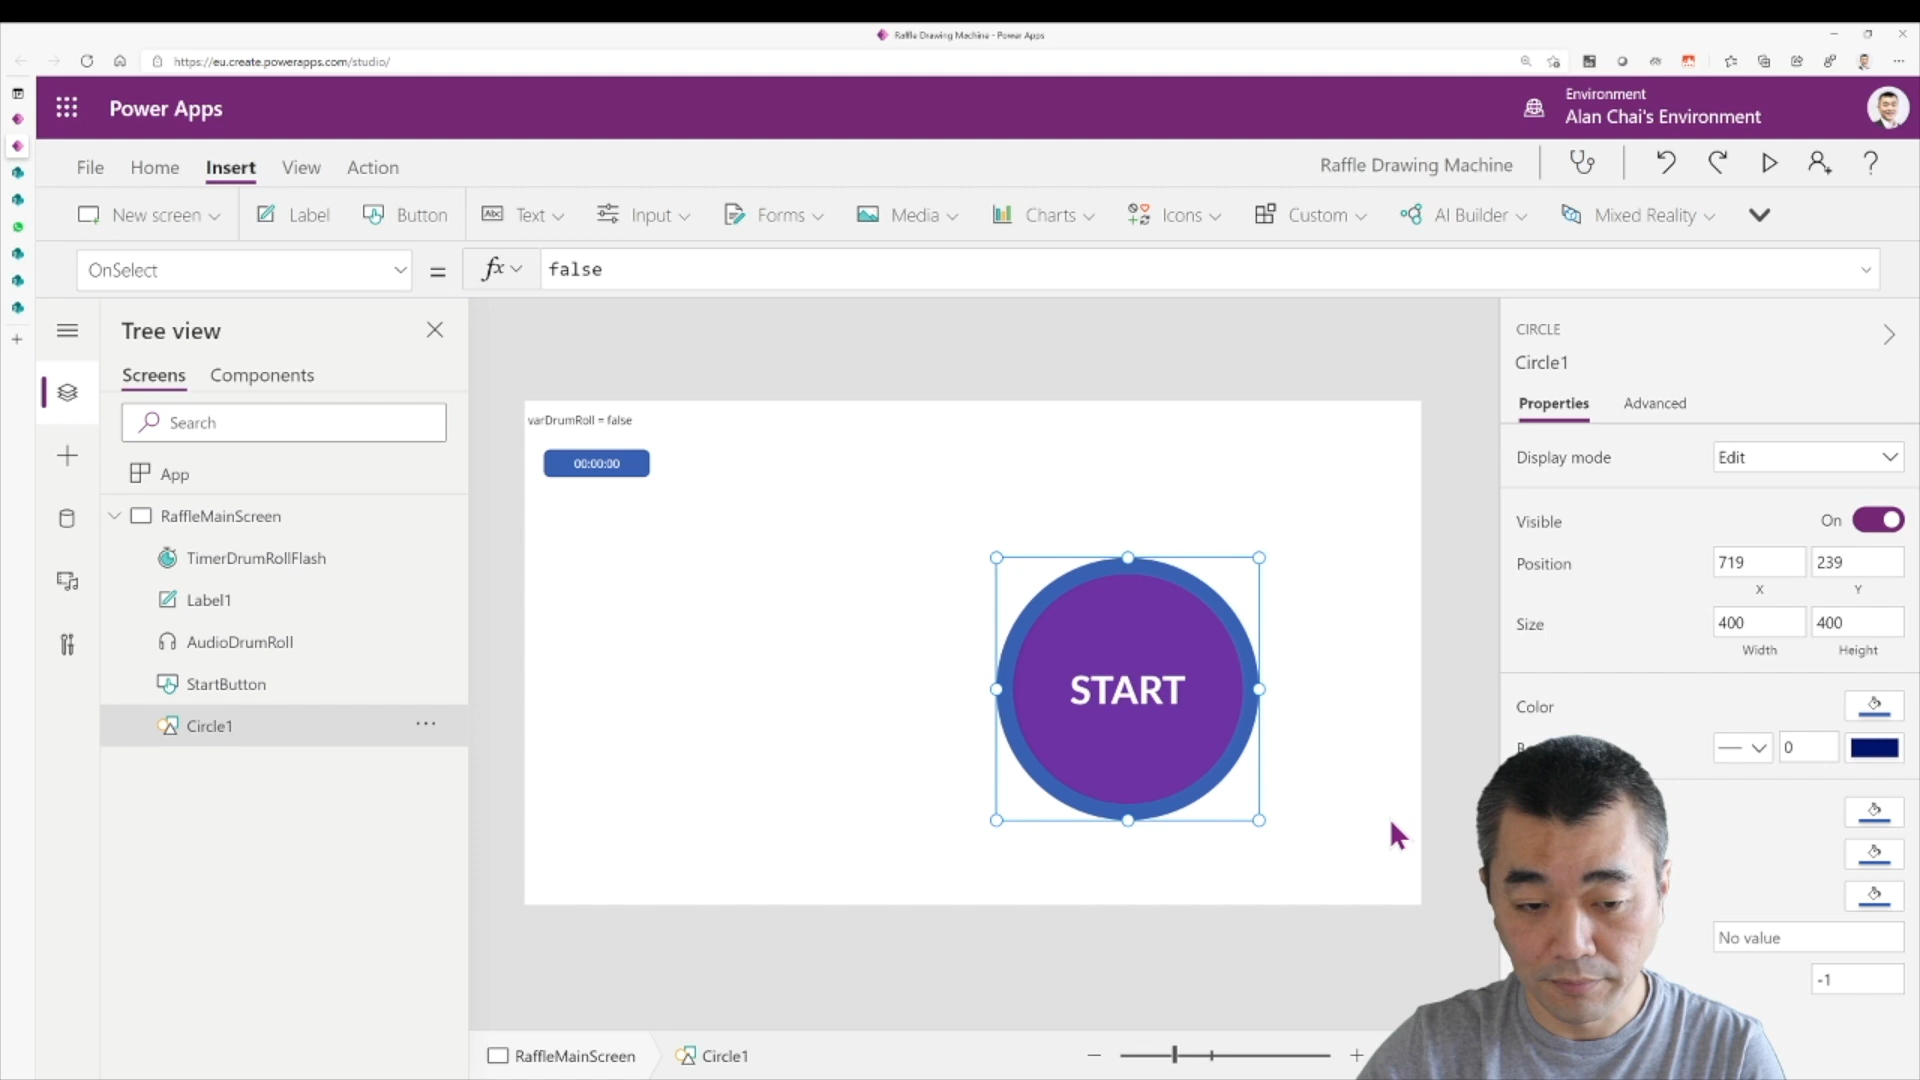 Raffle Drawing Machine - Power Apps
https://eu.create.powerapps.com/studio/
Power Apps
Environment
Alan Chai's Environment
File Home Insert View Action
Raffle Drawing Machine
New screen Label Button Text Input Forms Media Charts Icons Custom AI Builder Mixed Reality
OnSelect = fx false
Tree view
Screens Components
Search
App
RaffleMainScreen
TimerDrumRollFlash
Label1
AudioDrumRoll
StartButton
Circle1
varDrumRoll = false
00:00:00
START
RaffleMainScreen Circle1
CIRCLE
Circle1
Properties Advanced
Display mode Edit
Visible On
Position 719 239
X Y
Size 400 400
Width Height
Color
0
No value
-1